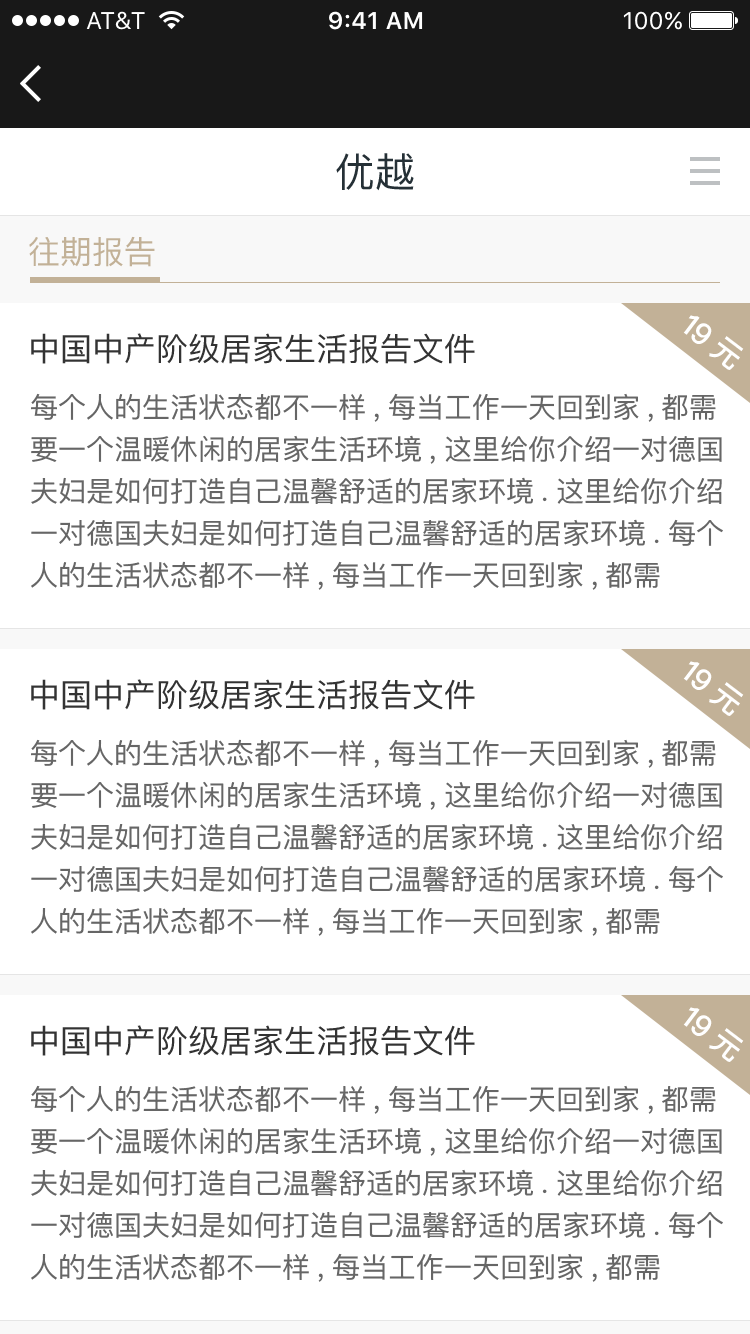 AT&T 9:41 AM 100%
优越
往期报告
19 元
中国中产阶级居家生活报告文件
每个人的生活状态都不一样 , 每当工作一天回到家 , 都需
要一个温暖休闲的居家生活环境 , 这里给你介绍一对德国
夫妇是如何打造自己温馨舒适的居家环境 . 这里给你介绍
一对德国夫妇是如何打造自己温馨舒适的居家环境 . 每个
人的生活状态都不一样 , 每当工作一天回到家 , 都需
19 元
中国中产阶级居家生活报告文件
每个人的生活状态都不一样 , 每当工作一天回到家 , 都需
要一个温暖休闲的居家生活环境 , 这里给你介绍一对德国
夫妇是如何打造自己温馨舒适的居家环境 . 这里给你介绍
一对德国夫妇是如何打造自己温馨舒适的居家环境 . 每个
人的生活状态都不一样 , 每当工作一天回到家 , 都需
19 元
中国中产阶级居家生活报告文件
每个人的生活状态都不一样 , 每当工作一天回到家 , 都需
要一个温暖休闲的居家生活环境 , 这里给你介绍一对德国
夫妇是如何打造自己温馨舒适的居家环境 . 这里给你介绍
一对德国夫妇是如何打造自己温馨舒适的居家环境 . 每个
人的生活状态都不一样 , 每当工作一天回到家 , 都需